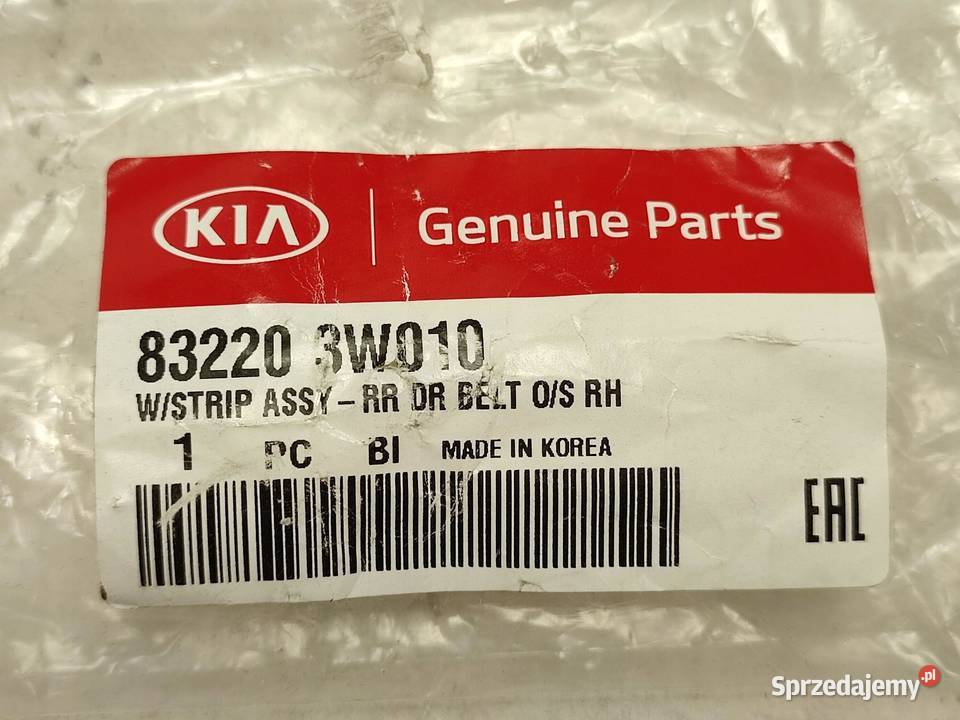 KIA Genuine Parts
83220 3W010
W/STRIP ASSY-RR DR BELT O/S RH
1 PC BI MADE IN KOREA
EAC
Sprzedajemy.pl